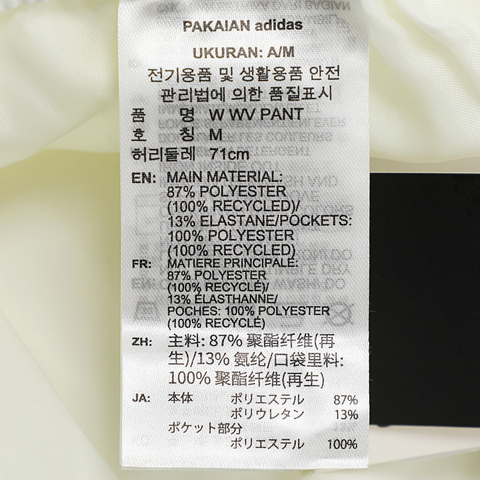 PAKAIAN adidas
UKURAN: A/M
전기용품 및 생활용품 안전
관리법에 의한 품질표시
품 명 W WV PANT
호 칭 M
허리둘레 71cm
EN: MAIN MATERIAL:
87% POLYESTER
(100% RECYCLED)/
13% ELASTANE/POCKETS:
100% POLYESTER
(100% RECYCLED)
FR: MATIERE PRINCIPALE:
87% POLYESTER
(100% RECYCLÉ)/
13% ÉLASTHANNE/
POCHES: 100% POLYESTER
(100% RECYCLÉ)
ZH: 主料: 87% 聚酯纤维(再
生)/13% 氨纶/口袋里料:
100% 聚酯纤维(再生)
JA: 本体 ポリエステル 87%
ポリウレタン 13%
ポケット部分
ポリエステル 100%